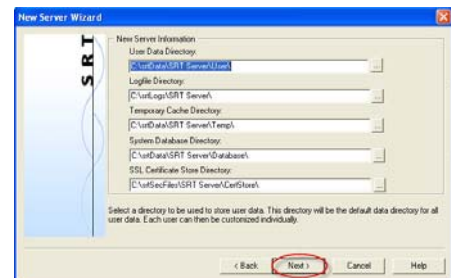 New Server Wizard
SRT
New Server Information
User Data Directory:
C:\srtData\SRT Server\User\
...
Logfile Directory:
C:\srtLogs\SRT Server\
...
Temporary Cache Directory:
C:\srtData\SRT Server\Temp\
...
System Database Directory:
C:\srtData\SRT Server\Database\
...
SSL Certificate Store Directory:
C:\srtSecFiles\SRT Server\CertStore\
...
Select a directory to be used to store user data. This directory will be the default data directory for all
user data. Each user can then be customized individually.
< Back Next > Cancel Help